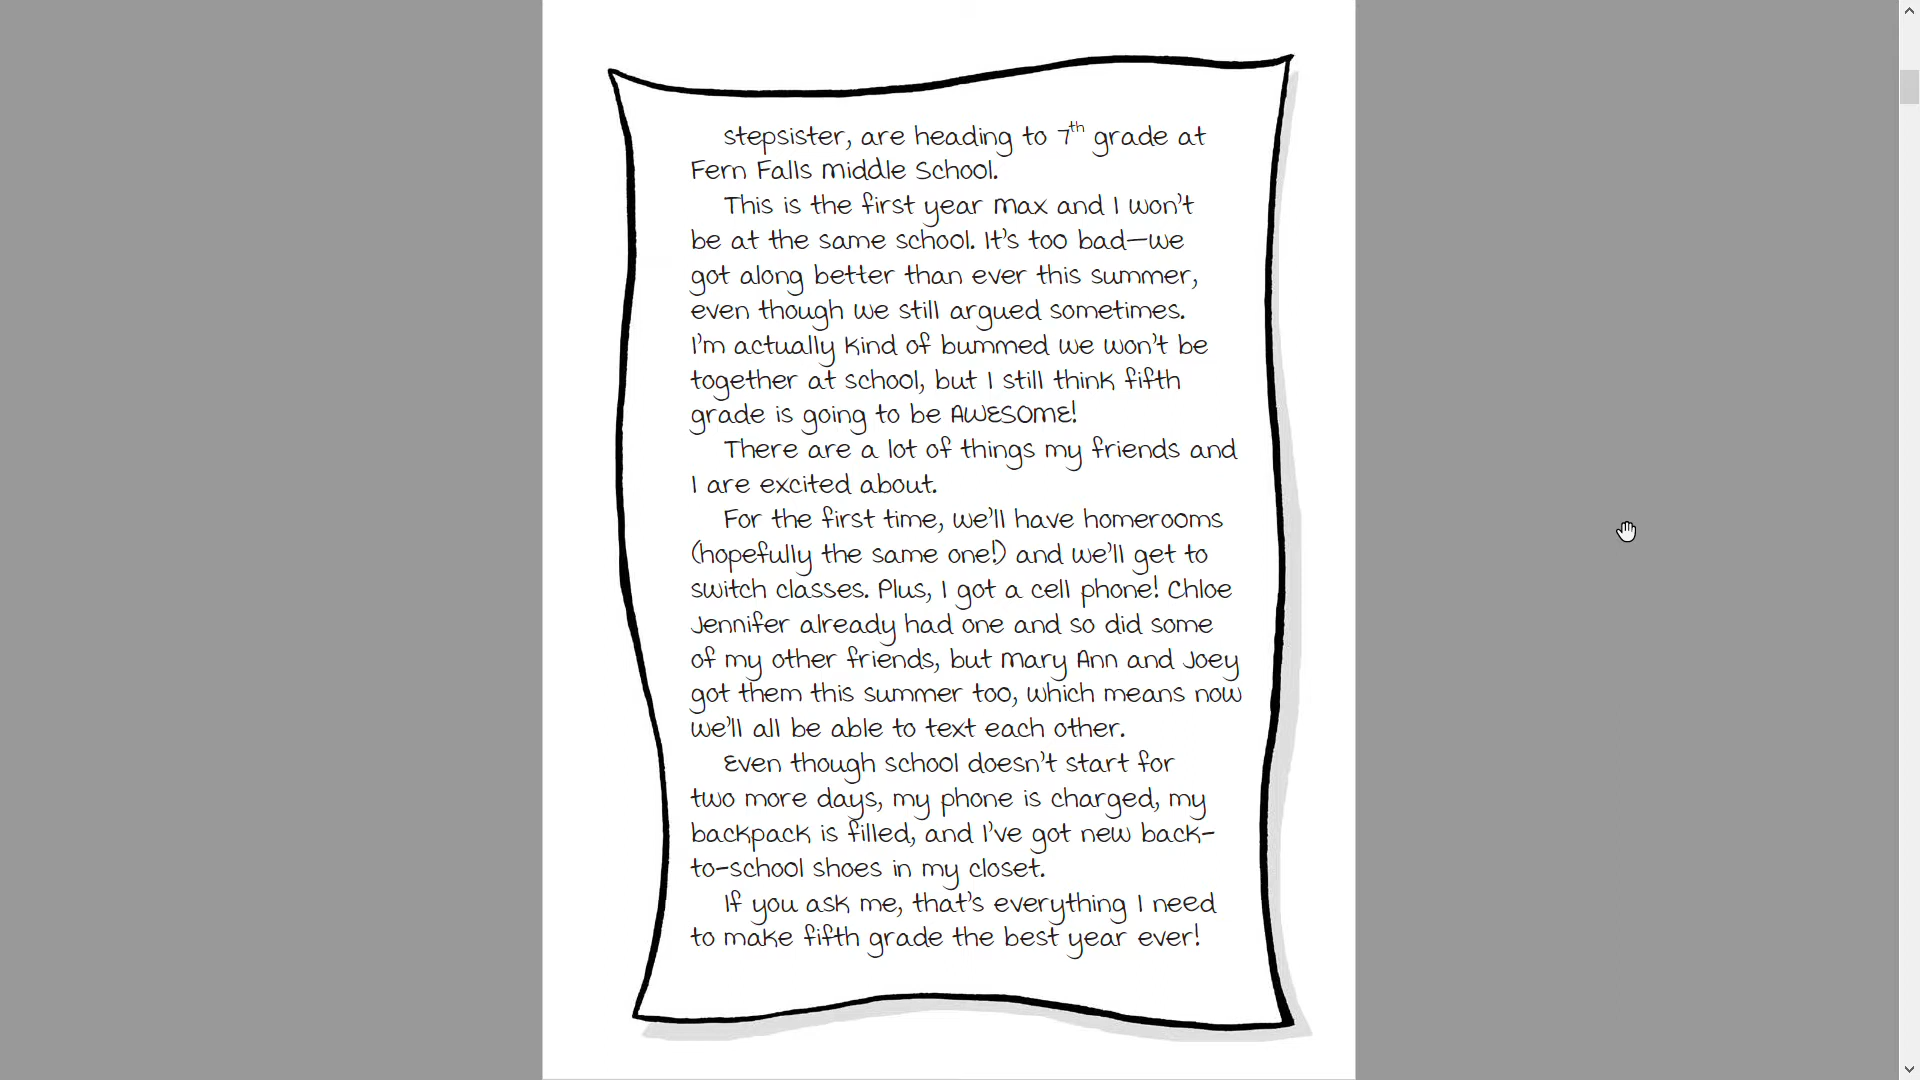 stepsister, are heading to 7th grade at
Fern Falls Middle School.
This is the first year Max and I won't
be at the same school. It's too bad—we
got along better than ever this summer,
even though we still argued sometimes.
I'm actually kind of bummed we won't be
together at school, but I still think fifth
grade is going to be AWESOME!
There are a lot of things my friends and
I are excited about.
For the first time, we'll have homerooms
(hopefully the same one!) and we'll get to
switch classes. Plus, I got a cell phone! Chloe
Jennifer already had one and so did some
of my other friends, but Mary Ann and Joey
got them this summer too, which means now
we'll all be able to text each other.
Even though school doesn't start for
two more days, my phone is charged, my
backpack is filled, and I've got new back-
to-school shoes in my closet.
If you ask me, that's everything I need
to make fifth grade the best year ever!